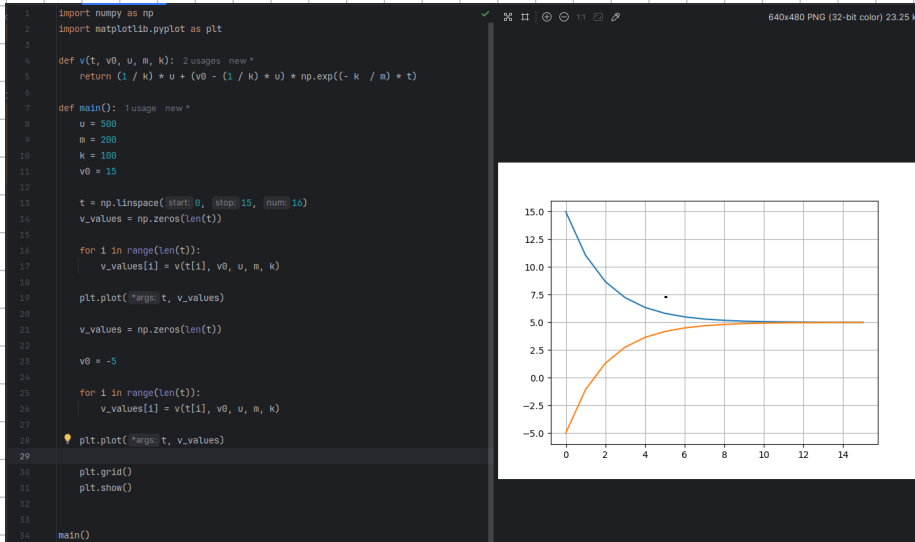 1 import numpy as np
2 import matplotlib.pyplot as plt
3
4 def v(t, v0, u, m, k): 2 usages new *
5 return (1 / k) * u + (v0 - (1 / k) * u) * np.exp((- k / m) * t)
6
7 def main(): 1 usage new *
8 u = 500
9 m = 200
10 k = 100
11 v0 = 15
12
13 t = np.linspace( start: 0, stop: 15, num: 16)
14 v_values = np.zeros(len(t))
15
16 for i in range(len(t)):
17 v_values[i] = v(t[i], v0, u, m, k)
18
19 plt.plot( *args: t, v_values)
20
21 v_values = np.zeros(len(t))
22
23 v0 = -5
24
25 for i in range(len(t)):
26 v_values[i] = v(t[i], v0, u, m, k)
27
28 plt.plot( *args: t, v_values)
29
30 plt.grid()
31 plt.show()
32
33
34 main()
1:1 640x480 PNG (32-bit color) 23.25
15.0
12.5
10.0
7.5
5.0
2.5
0.0
−2.5
−5.0
0 2 4 6 8 10 12 14